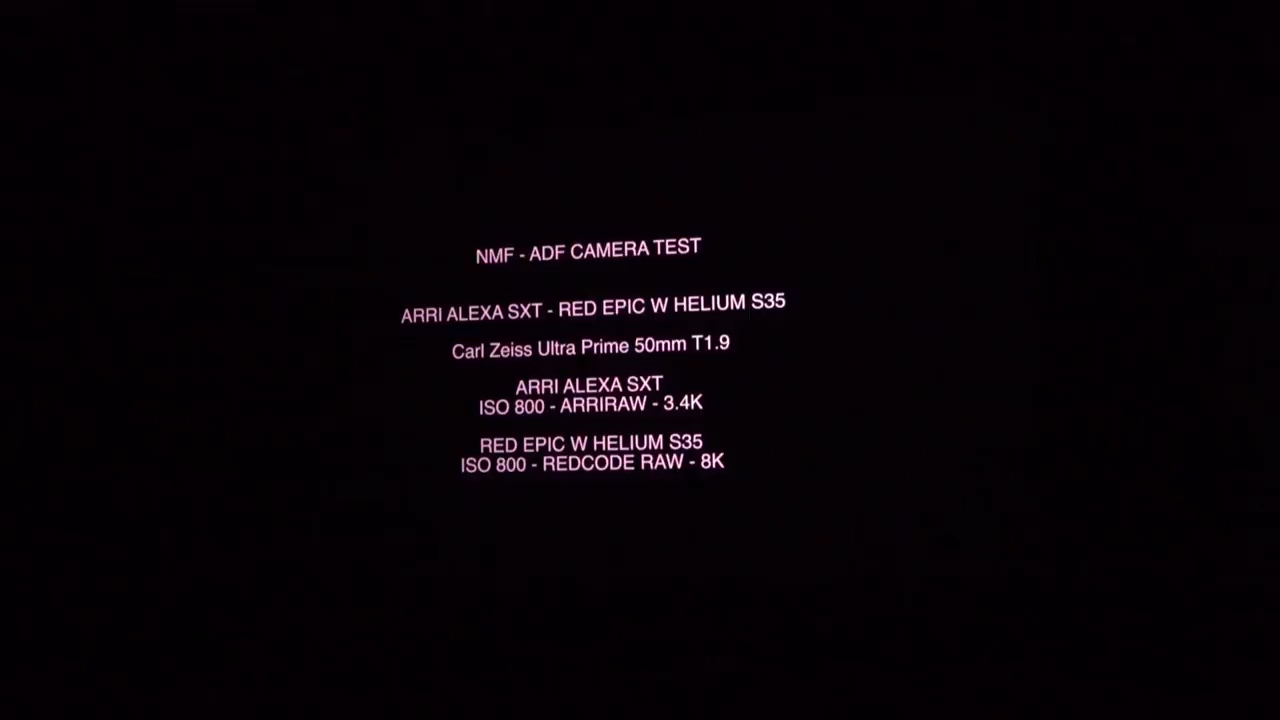 NMF - ADF CAMERA TEST
ARRI ALEXA SXT - RED EPIC W HELIUM S35
Carl Zeiss Ultra Prime 50mm T1.9
ARRI ALEXA SXT
ISO 800 - ARRIRAW - 3.4K
RED EPIC W HELIUM S35
ISO 800 - REDCODE RAW - 8K